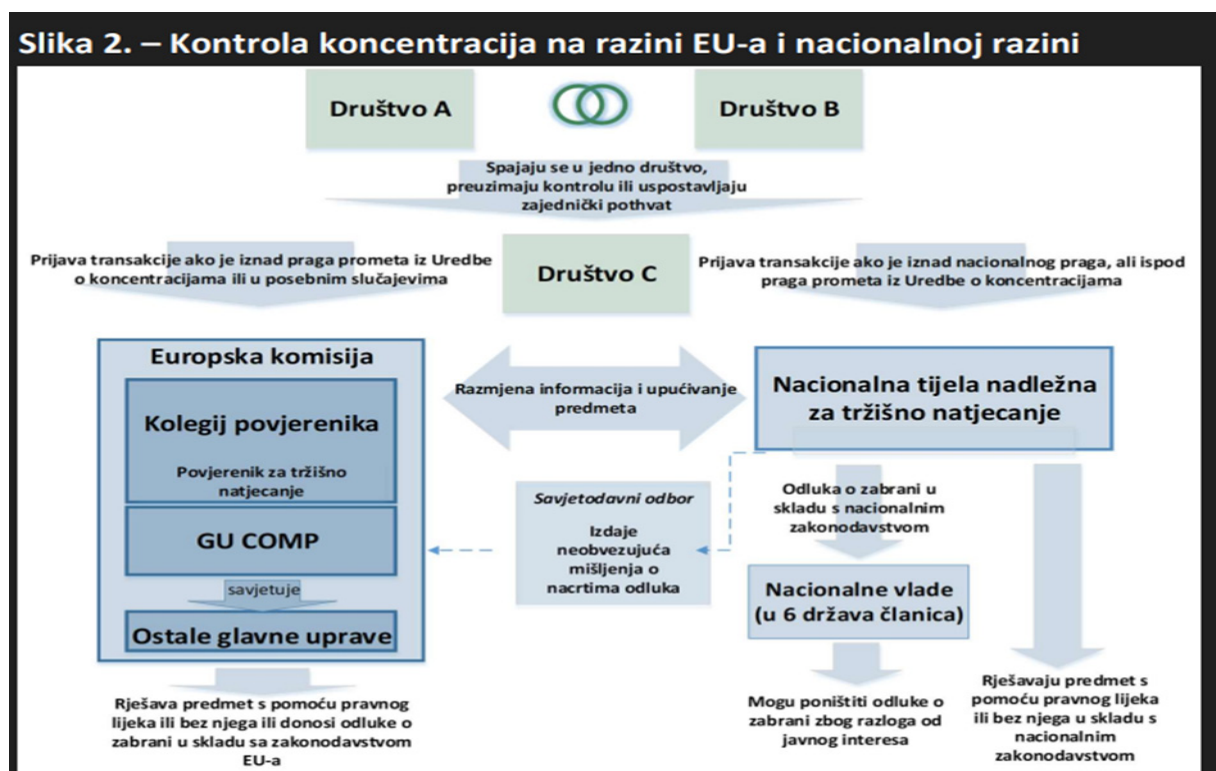 Slika 2. – Kontrola koncentracija na razini EU-a i nacionalnoj razini
Društvo A
Društvo B
Spajaju se u jedno društvo,
preuzimaju kontrolu ili uspostavljaju
zajednički pothvat
Prijava transakcije ako je iznad praga prometa iz Uredbe
o koncentracijama ili u posebnim slučajevima
Društvo C
Prijava transakcije ako je iznad nacionalnog praga, ali ispod
praga prometa iz Uredbe o koncentracijama
Europska komisija
Kolegij povjerenika
Povjerenik za tržišno
natjecanje
GU COMP
savjetuje
Ostale glavne uprave
Rješava predmet s pomoću pravnog
lijeka ili bez njega ili donosi odluke o
zabrani u skladu sa zakonodavstvom
EU-a
Razmjena informacija i upućivanje
predmeta
Savjetodavni odbor
Izdaje
neobvezujuća
mišljenja o
nacrtima odluka
Nacionalna tijela nadležna
za tržišno natjecanje
Odluka o zabrani u
skladu s nacionalnim
zakonodavstvom
Nacionalne vlade
(u 6 država članica)
Mogu poništiti odluke o
zabrani zbog razloga od
javnog interesa
Rješavaju predmet s
pomoću pravnog lijeka
ili bez njega u skladu s
nacionalnim
zakonodavstvom